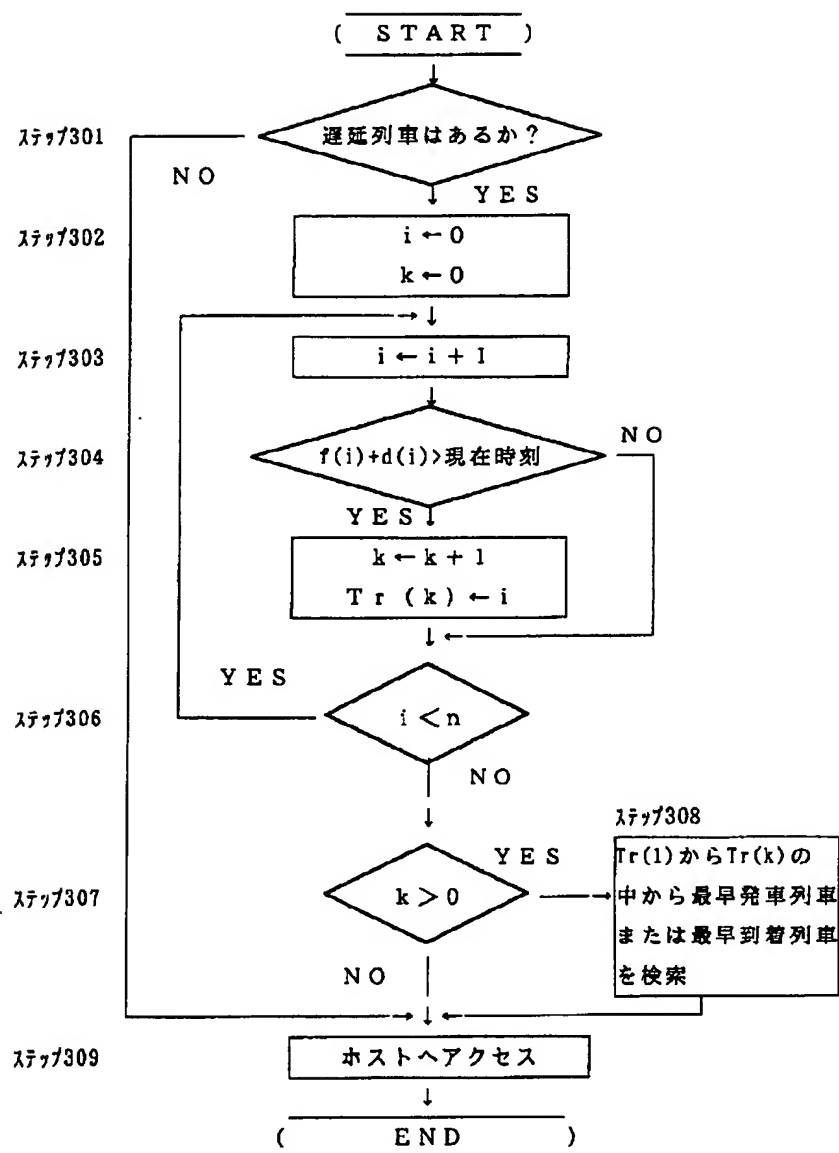 ( START )
ステップ301
遅延列車はあるか?
NO
YES
ステップ302
i←0
k←0
ステップ303
i←i+1
ステップ304
f(i)+d(i)>現在時刻
NO
YES
ステップ305
k←k+1
Tr(k)←i
YES
ステップ306
i<n
NO
ステップ308
YES
Tr(1)からTr(k)の
中から最早発車列車
または最早到着列車
を検索
ステップ307
k>0
NO
ステップ309
ホストへアクセス
( END )